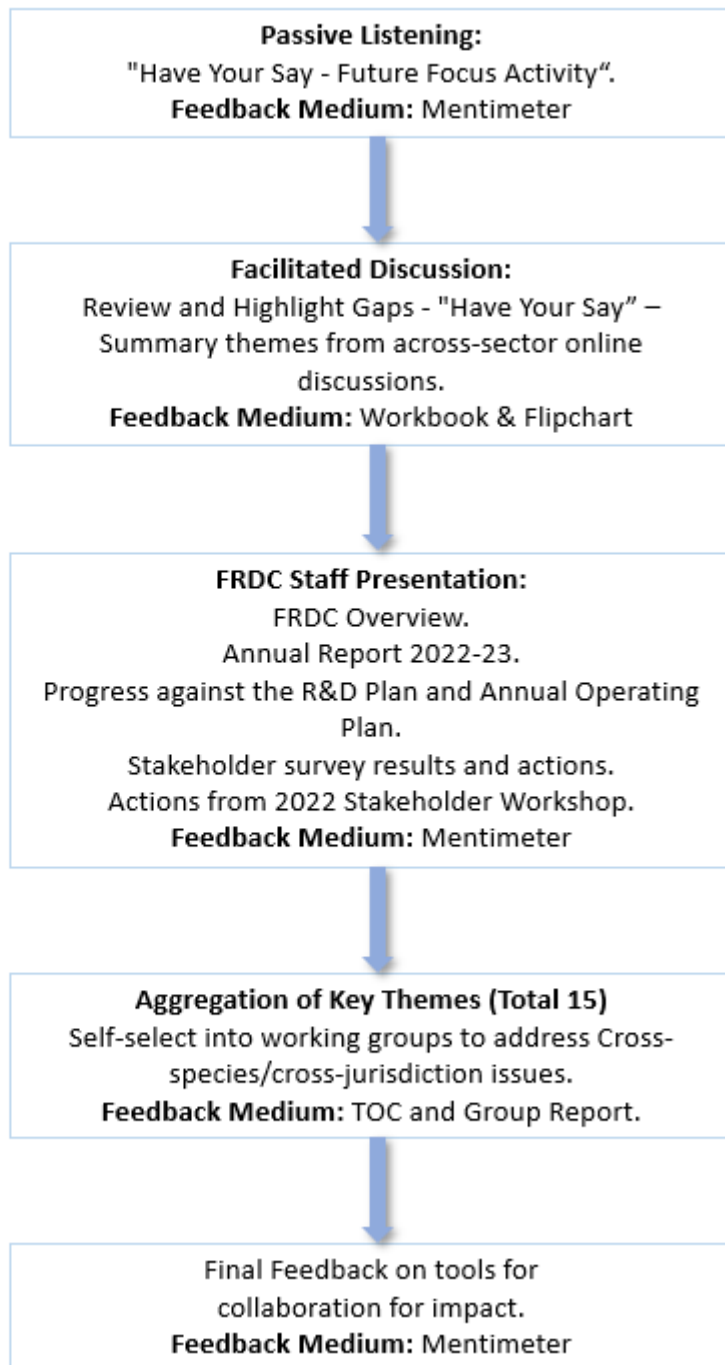 Passive Listening:
"Have Your Say - Future Focus Activity“.
Feedback Medium: Mentimeter
Facilitated Discussion:
Review and Highlight Gaps - "Have Your Say” –
Summary themes from across-sector online
discussions.
Feedback Medium: Workbook & Flipchart
FRDC Staff Presentation:
FRDC Overview.
Annual Report 2022-23.
Progress against the R&D Plan and Annual Operating
Plan.
Stakeholder survey results and actions.
Actions from 2022 Stakeholder Workshop.
Feedback Medium: Mentimeter
Aggregation of Key Themes (Total 15)
Self-select into working groups to address Cross-
species/cross-jurisdiction issues.
Feedback Medium: TOC and Group Report.
Final Feedback on tools for
collaboration for impact.
Feedback Medium: Mentimeter